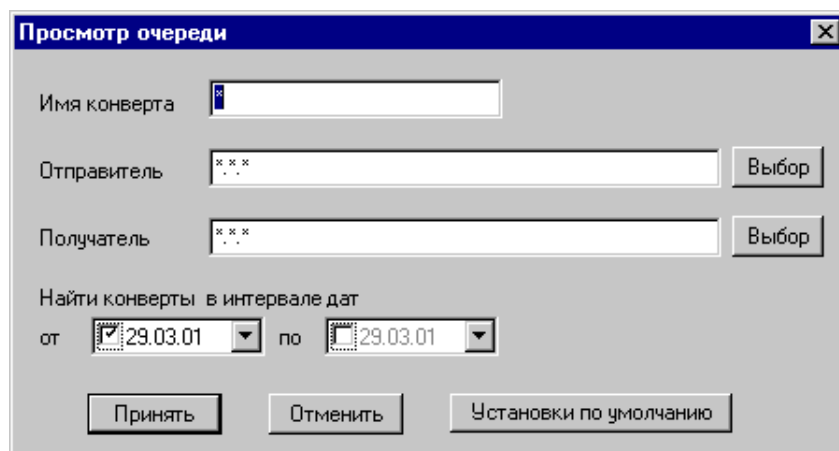 Просмотр очереди
Имя конверта *
Отправитель *.*.* Выбор
Получатель *.*.* Выбор
Найти конверты в интервале дат
от 29.03.01 по 29.03.01
Принять Отменить Установки по умолчанию